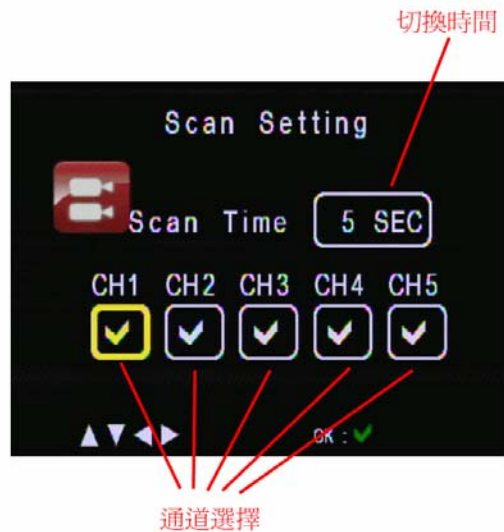 切換時間
Scan Setting
Scan Time 5 SEC
CH1 CH2 CH3 CH4 CH5
▲▼◀▶ OK :
通道選擇